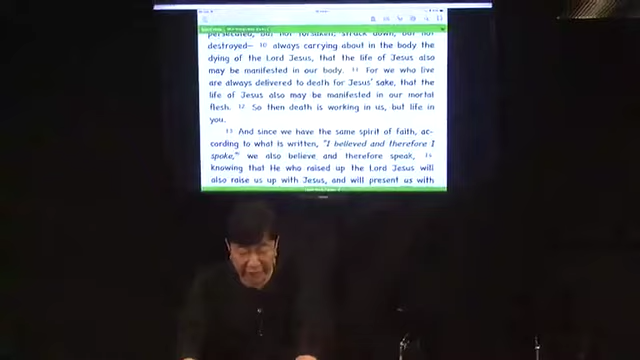 persecuted, but not forsaken; struck down, but not
destroyed— 10 always carrying about in the body the
dying of the Lord Jesus, that the life of Jesus also
may be manifested in our body. 11 For we who live
are always delivered to death for Jesus' sake, that the
life of Jesus also may be manifested in our mortal
flesh. 12 So then death is working in us, but life in
you.
13 And since we have the same spirit of faith, ac-
cording to what is written, "I believed and therefore I
spoke," we also believe and therefore speak, 14
knowing that He who raised up the Lord Jesus will
also raise us up with Jesus, and will present us with